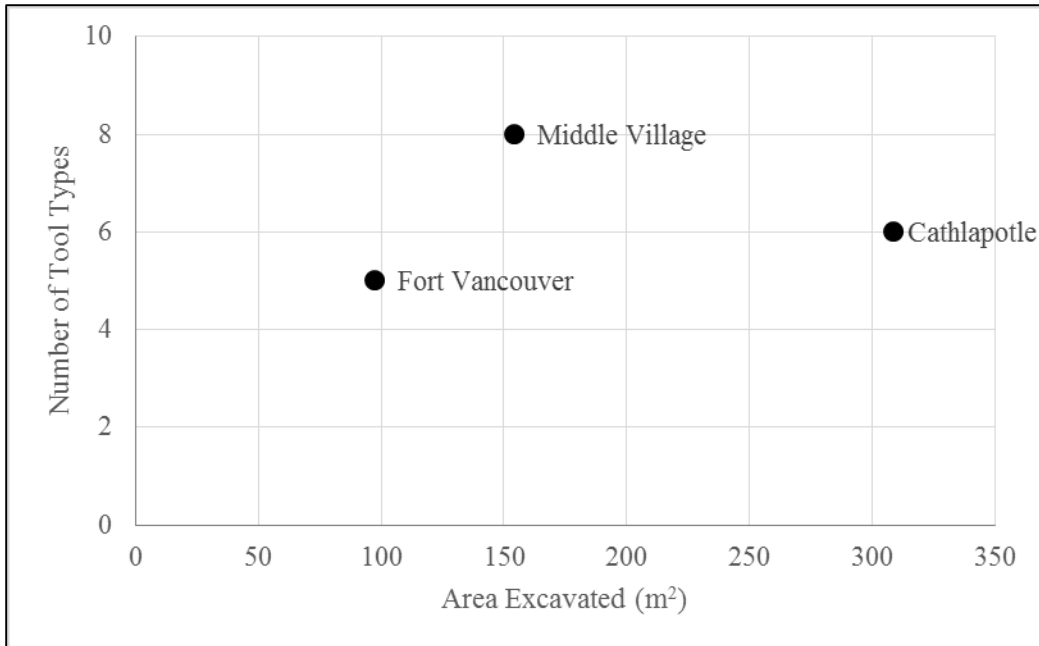 10
8
6
4
2
0
Number of Tool Types
Middle Village
Cathlapotle
Fort Vancouver
0 50 100 150 200 250 300 350
Area Excavated (m²)